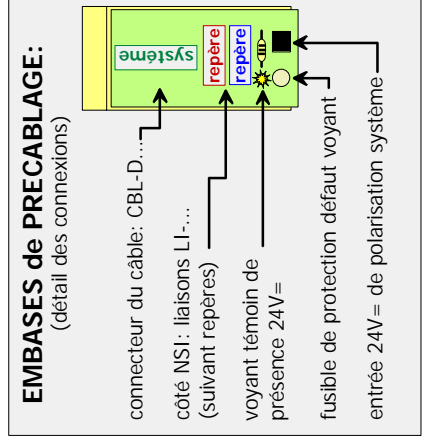 EMBASES de PRECABLAGE:
(détail des connexions)
système
repère
repère
connecteur du câble: CBL-D...
côté NSI: liaisons LI-...
(suivant repères)
voyant témoin de
présence 24V=
fusible de protection défaut voyant
entrée 24V= de polarisation système